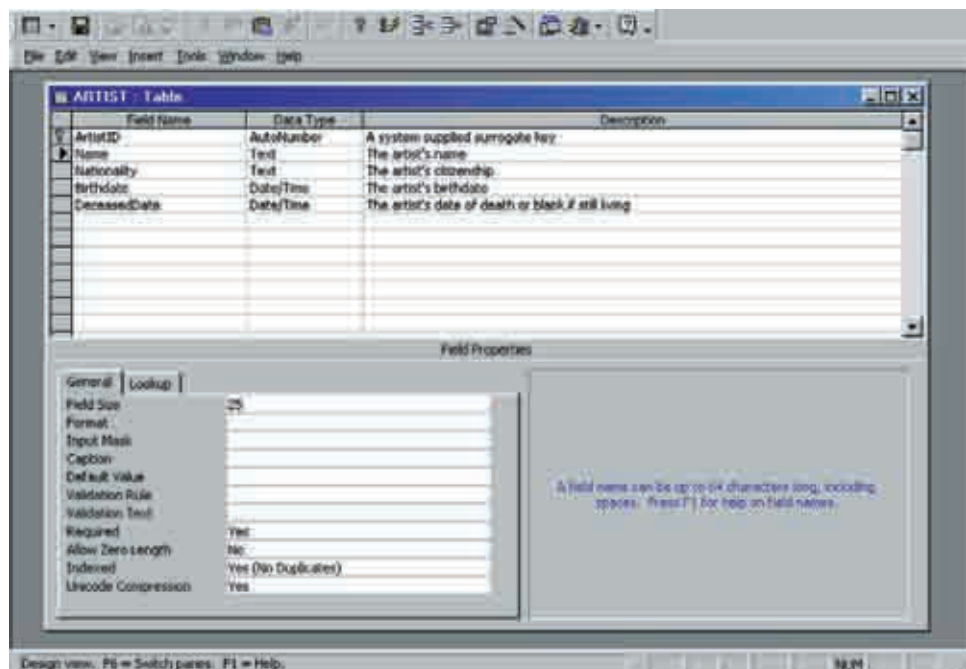 File Edit View Insert Tools Window Help
ARTIST : Table
Field Name Data Type Description
ArtistID AutoNumber A system supplied surrogate key
Name Text The artist's name
Nationality Text The artist's citizenship
Birthdate Date/Time The artist's birthdate
DeceasedDate Date/Time The artist's date of death or blank if still living
Field Properties
General Lookup
Field Size 25
Format
Input Mask
Caption
Default Value
Validation Rule
Validation Text
Required Yes
Allow Zero Length No
Indexed Yes (No Duplicates)
Unicode Compression Yes
A field name can be up to 64 characters long, including
spaces. Press F1 for help on field names.
Design view. F6 = Switch panes. F1 = Help. NUM